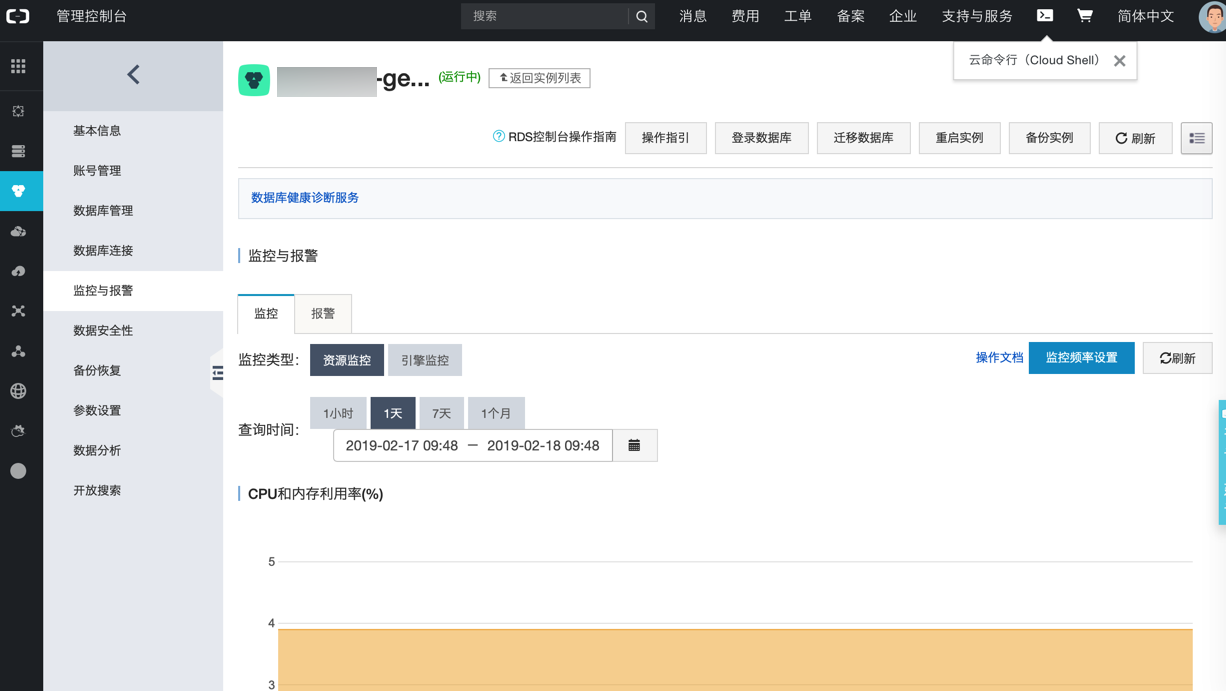 管理控制台
搜索
消息 费用 工单 备案 企业 支持与服务 简体中文
云命令行（Cloud Shell）
-ge... (运行中) 返回实例列表
RDS控制台操作指南 操作指引 登录数据库 迁移数据库 重启实例 备份实例 刷新
基本信息
账号管理
数据库管理
数据库连接
监控与报警
数据安全性
备份恢复
参数设置
数据分析
开放搜索
数据库健康诊断服务
监控与报警
监控 报警
监控类型： 资源监控 引擎监控 操作文档 监控频率设置 刷新
查询时间： 1小时 1天 7天 1个月
2019-02-17 09:48 — 2019-02-18 09:48
CPU和内存利用率(%)
5
4
3